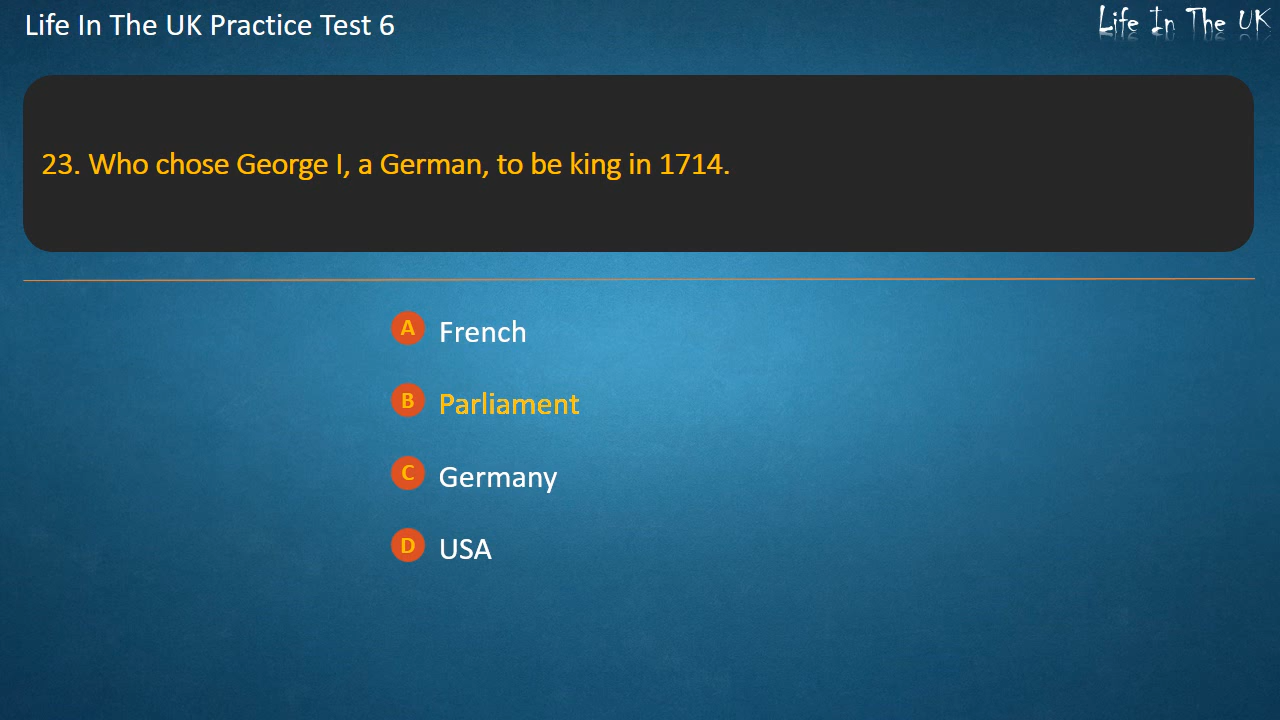 Life In The UK Practice Test 6
Life In The UK
23. Who chose George I, a German, to be king in 1714.
A French
B Parliament
C Germany
D USA